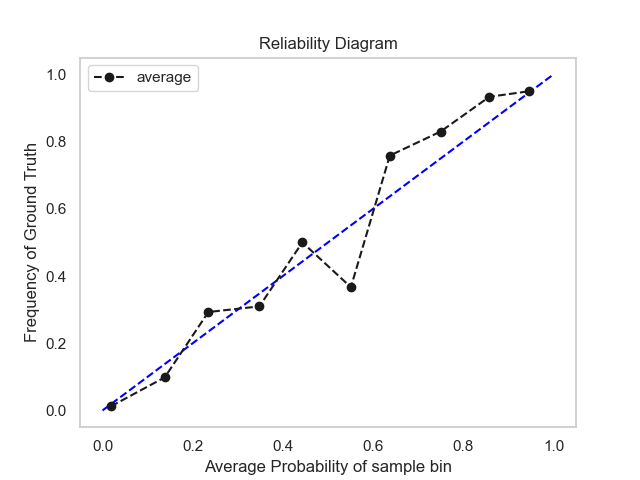 Reliability Diagram
average
Frequency of Ground Truth
1.0
0.8
0.6
0.4
0.2
0.0
0.0 0.2 0.4 0.6 0.8 1.0
Average Probability of sample bin